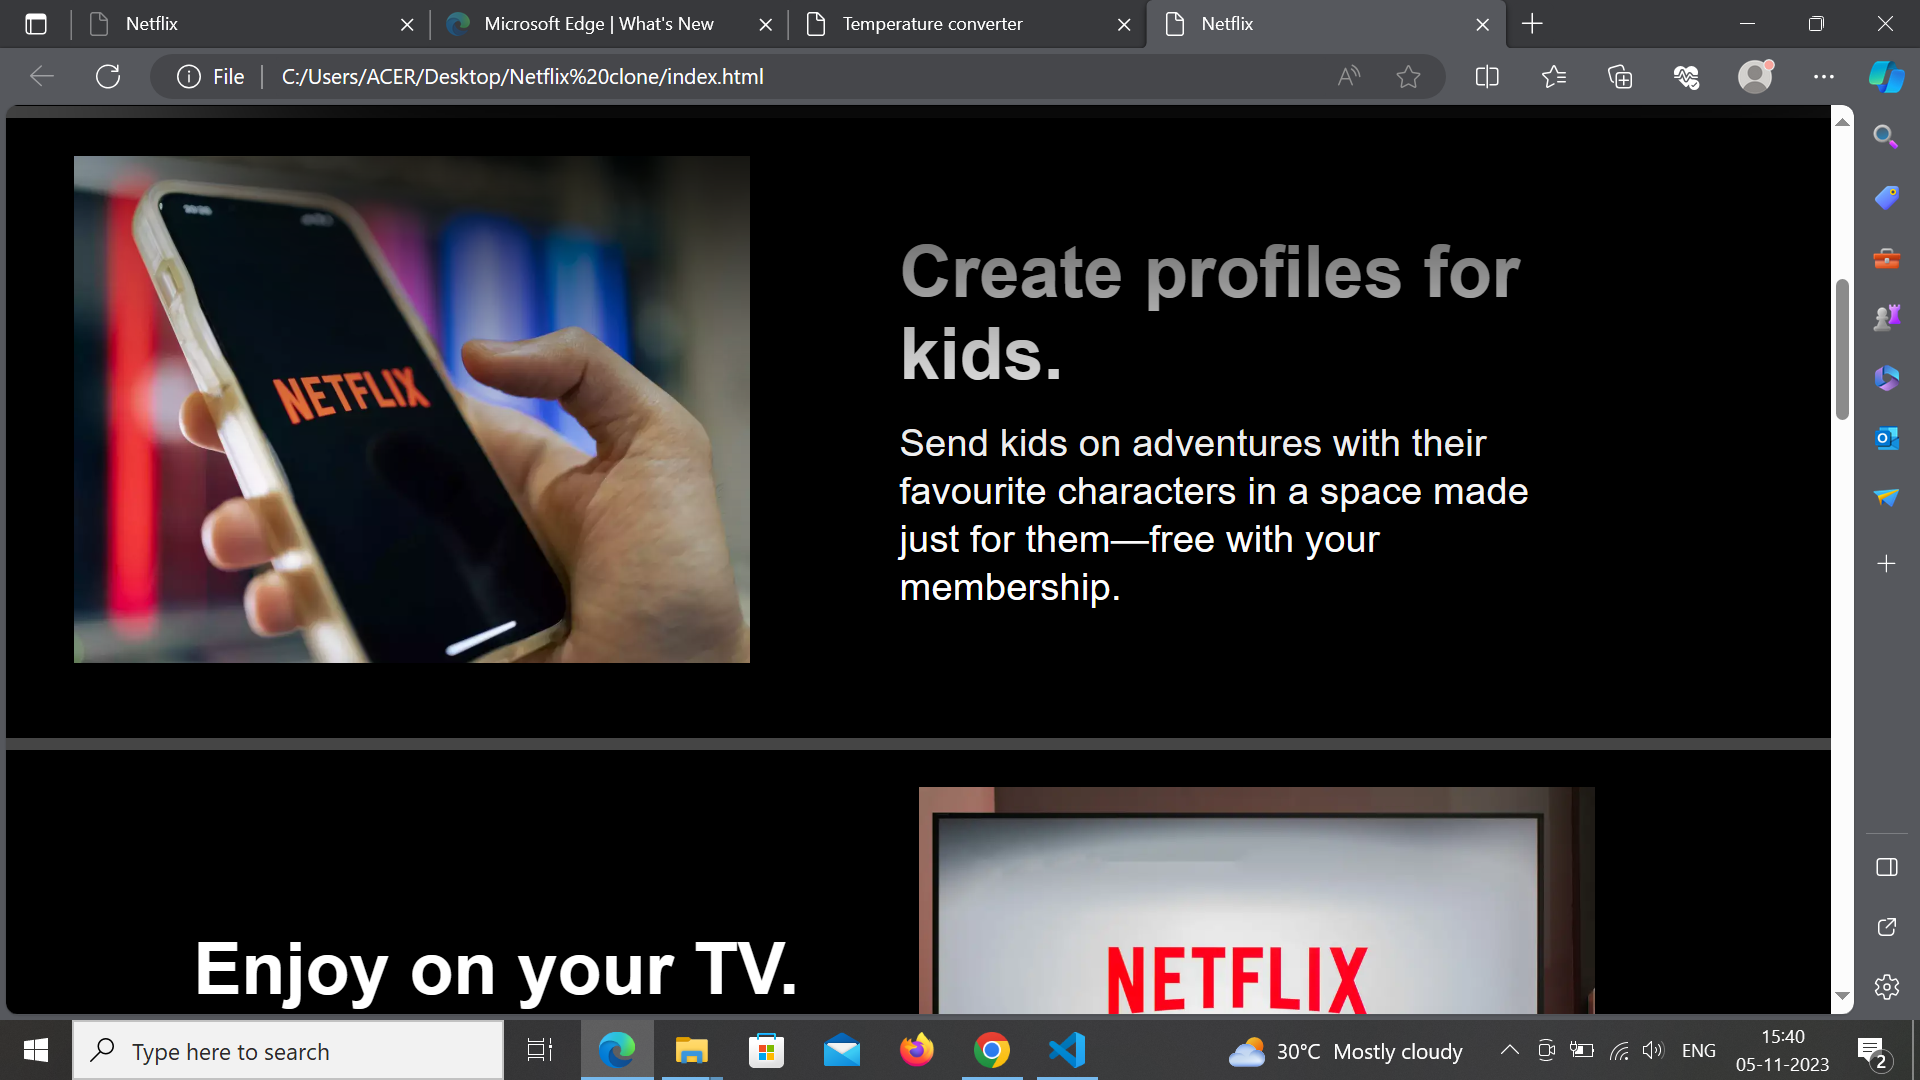 Netflix
Microsoft Edge | What's New
Temperature converter
Netflix
File
C:/Users/ACER/Desktop/Netflix%20clone/index.html
NETFLIX
Create profiles for
kids.
Send kids on adventures with their
favourite characters in a space made
just for them—free with your
membership.
Enjoy on your TV.
NETFLIX
Type here to search
30°C Mostly cloudy
ENG
15:40
05-11-2023
2